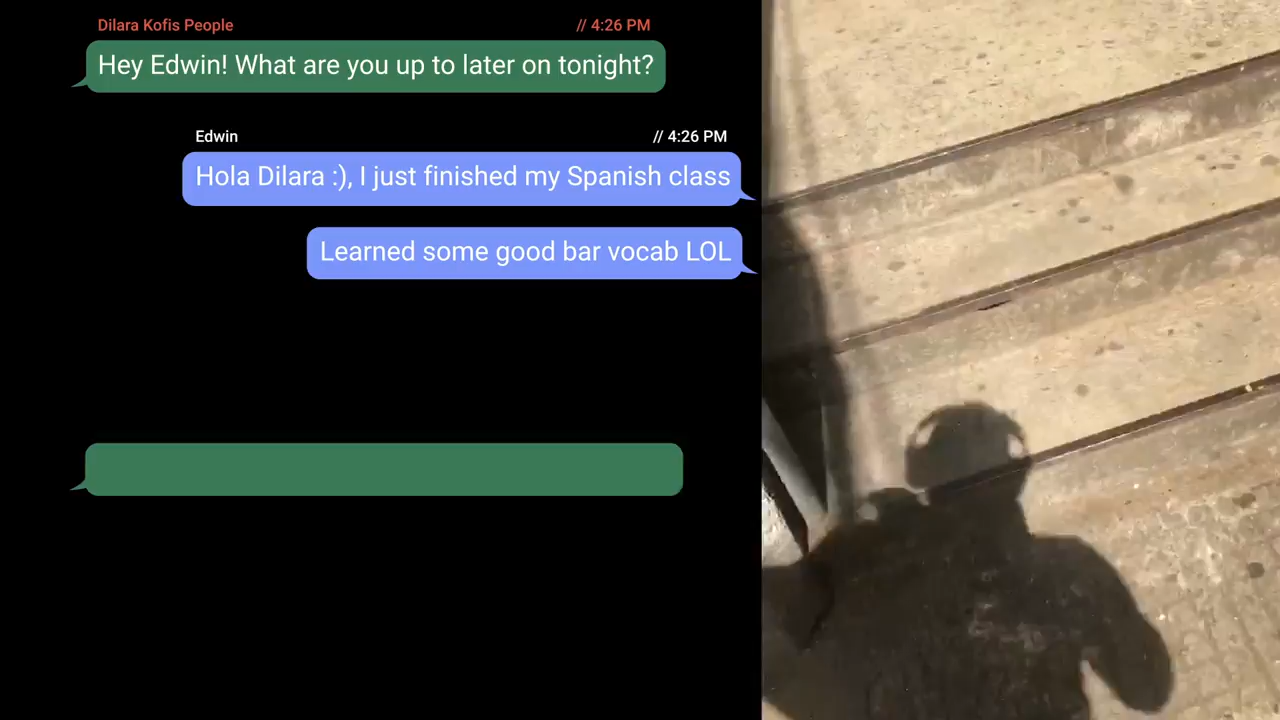 Dilara Kofis People // 4:26 PM
Hey Edwin! What are you up to later on tonight?
Edwin // 4:26 PM
Hola Dilara :), I just finished my Spanish class
Learned some good bar vocab LOL